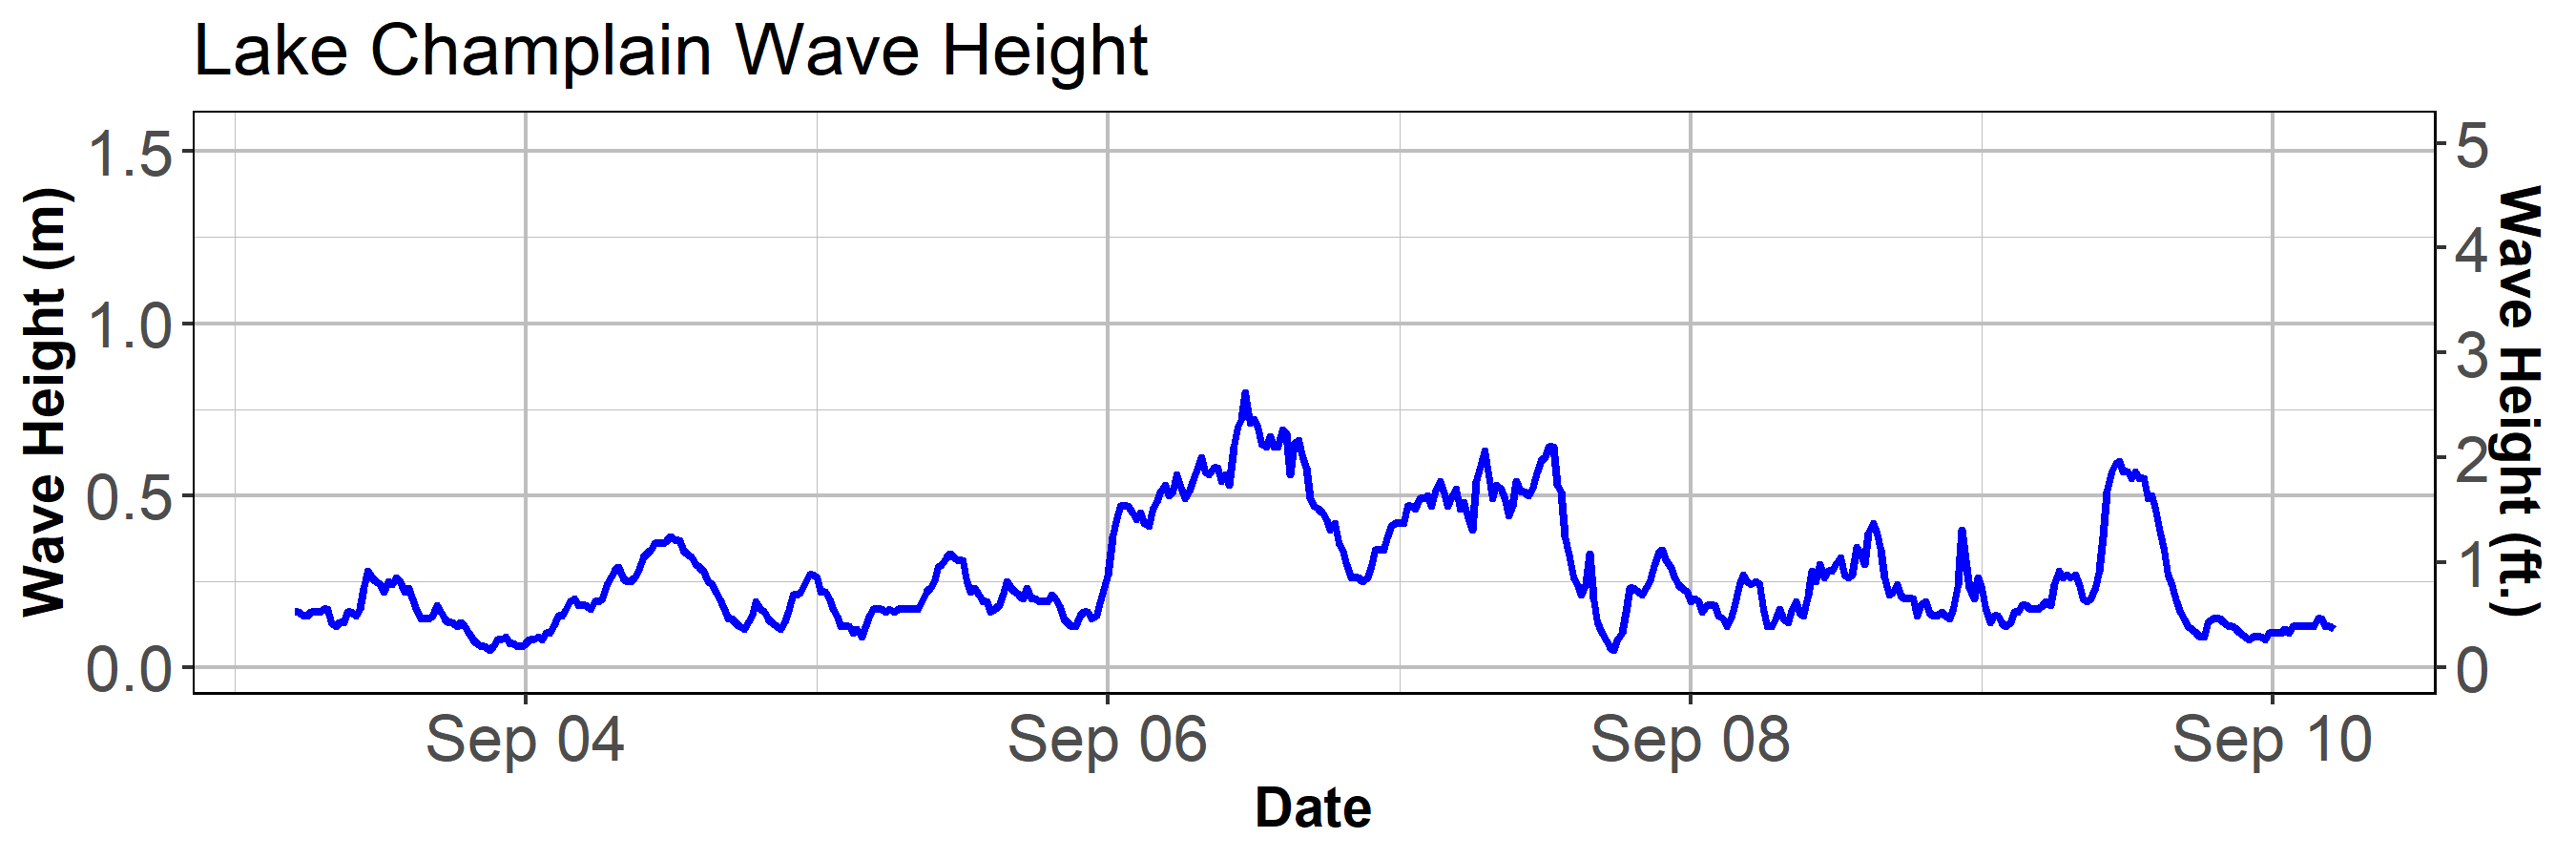 Lake Champlain Wave Height
Wave Height (m)
1.5
1.0
0.5
0.0
5
4
3
2
1
0
Wave Height (ft.)
Sep 04
Sep 06
Sep 08
Sep 10
Date